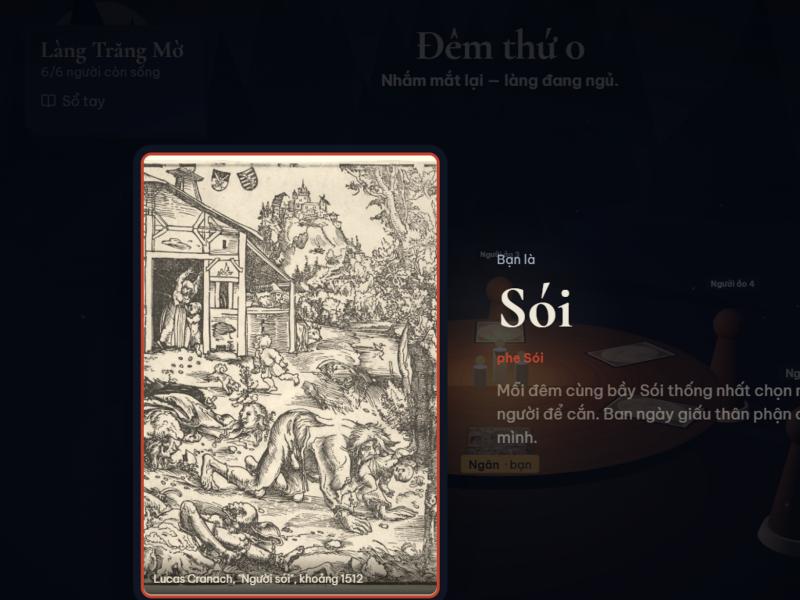 Làng Trăng Mờ
6/6 người còn sống
Sổ tay
Đêm thứ 0
Nhắm mắt lại — làng đang ngủ.
Người ảo 4
Bạn là
Sói
phe Sói
Mỗi đêm cùng bầy Sói thống nhất chọn
người để cắn. Ban ngày giấu thân phận
mình.
Ngân · bạn
Lucas Cranach, "Người sói", khoảng 1512